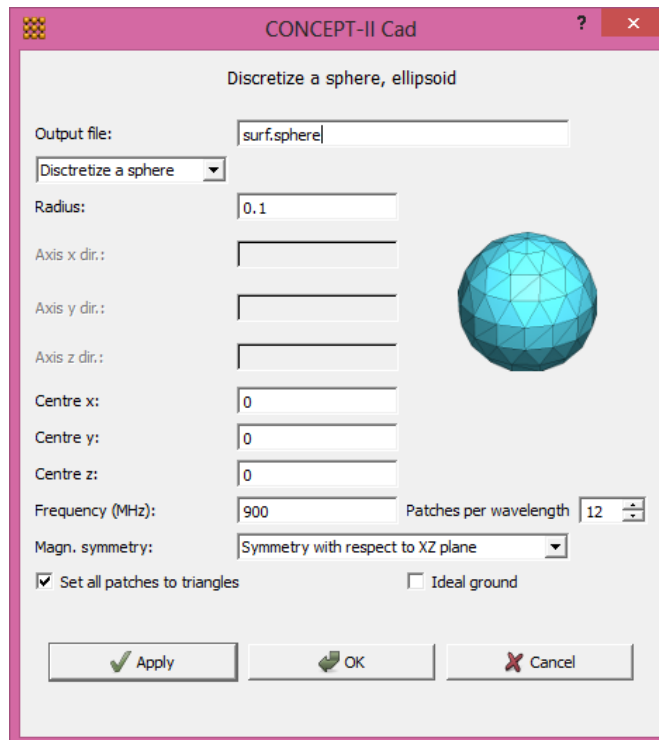 CONCEPT-II Cad ? ×
Discretize a sphere, ellipsoid
Output file: surf.sphere
Disctretize a sphere
Radius: 0.1
Axis x dir.:
Axis y dir.:
Axis z dir.:
Centre x: 0
Centre y: 0
Centre z: 0
Frequency (MHz): 900 Patches per wavelength 12
Magn. symmetry: Symmetry with respect to XZ plane
Set all patches to triangles Ideal ground
Apply OK Cancel